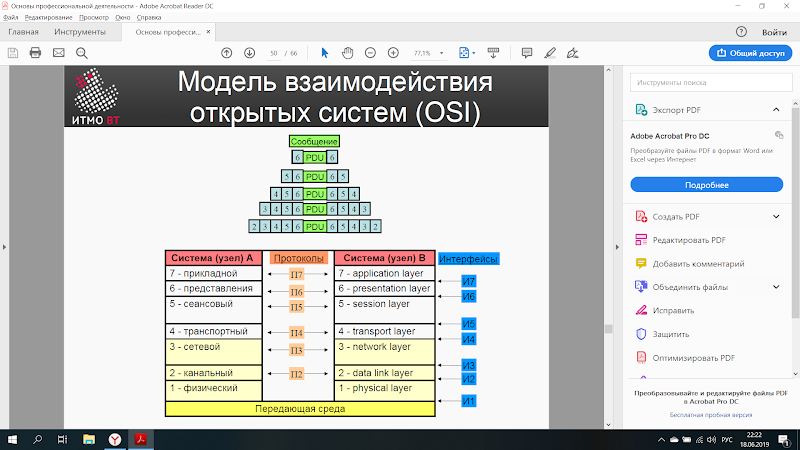 Основы профессиональной деятельности - Adobe Acrobat Reader DC
Файл Редактирование Просмотр Окно Справка
Главная Инструменты Основы професси... × Войти
50 / 66 77,1% Общий доступ
ИТМО ВТ
Модель взаимодействия
открытых систем (OSI)
Сообщение
6 PDU 6
5 6 PDU 6 5
4 5 6 PDU 6 5 4
3 4 5 6 PDU 6 5 4 3
2 3 4 5 6 PDU 6 5 4 3 2
Система (узел) А Протоколы Система (узел) В Интерфейсы
7 - прикладной П7 7 - application layer
И7
6 - представления П6 6 - presentation layer
И6
5 - сеансовый П5 5 - session layer
И5
4 - транспортный П4 4 - transport layer
И4
3 - сетевой П3 3 - network layer
И3
2 - канальный П2 2 - data link layer
И2
1 - физический 1 - physical layer
И1
Передающая среда
Инструменты поиска
Экспорт PDF
Adobe Acrobat Pro DC
Преобразуйте файлы PDF в формат Word или
Excel через Интернет
Подробнее
Создать PDF
Редактировать PDF
Добавить комментарий
Объединить файлы
Исправить
Защитить
Оптимизировать PDF
Преобразовывайте и редактируйте файлы PDF
в Acrobat Pro DC
Бесплатная пробная версия
РУС
22:22
18.06.2019
1